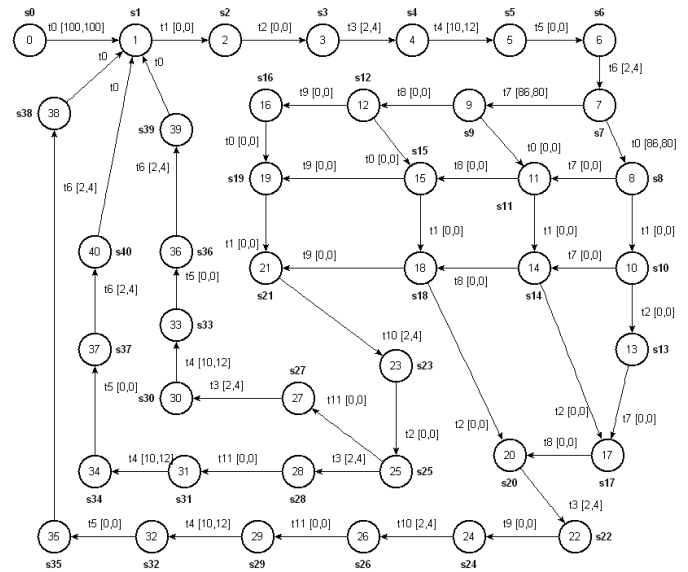 s0 s1 s2 s3 s4 s5 s6
t0 [100,100] t1 [0,0] t2 [0,0] t3 [2,4] t4 [10,12] t5 [0,0]
0 1 2 3 4 5 6
t0 t0 t6 [2,4]
s16 s12
t9 [0,0] t8 [0,0] t7 [86,80]
38 16 12 9 7
s38 s9 s7
39
s39
t0 [0,0] t0 [0,0] t0 [0,0] t0 [86,80]
s15
t6 [2,4] t6 [2,4]
t9 [0,0] t8 [0,0] t7 [0,0]
s19 19 15 11 8 s8
s11
t1 [0,0] t1 [0,0] t1 [0,0] t1 [0,0]
40 s40 36 s36
t9 [0,0] t8 [0,0] t7 [0,0]
21 18 14 10 s10
t5 [0,0] t6 [2,4]
s21 s18 s14
t2 [0,0]
33 s33
t10 [2,4]
37 s37 13 s13
t4 [10,12] s27 23 s23
t5 [0,0] t3 [2,4] t11 [0,0]
s30 30 27
t2 [0,0] t2 [0,0] t2 [0,0] t7 [0,0]
t4 [10,12] t11 [0,0] t3 [2,4] t8 [0,0]
34 31 28 25 s25 20 17
s34 s31 s28 s20 s17
t3 [2,4]
t5 [0,0] t4 [10,12] t11 [0,0] t10 [2,4] t9 [0,0]
35 32 29 26 24 22 s22
s35 s32 s29 s26 s24